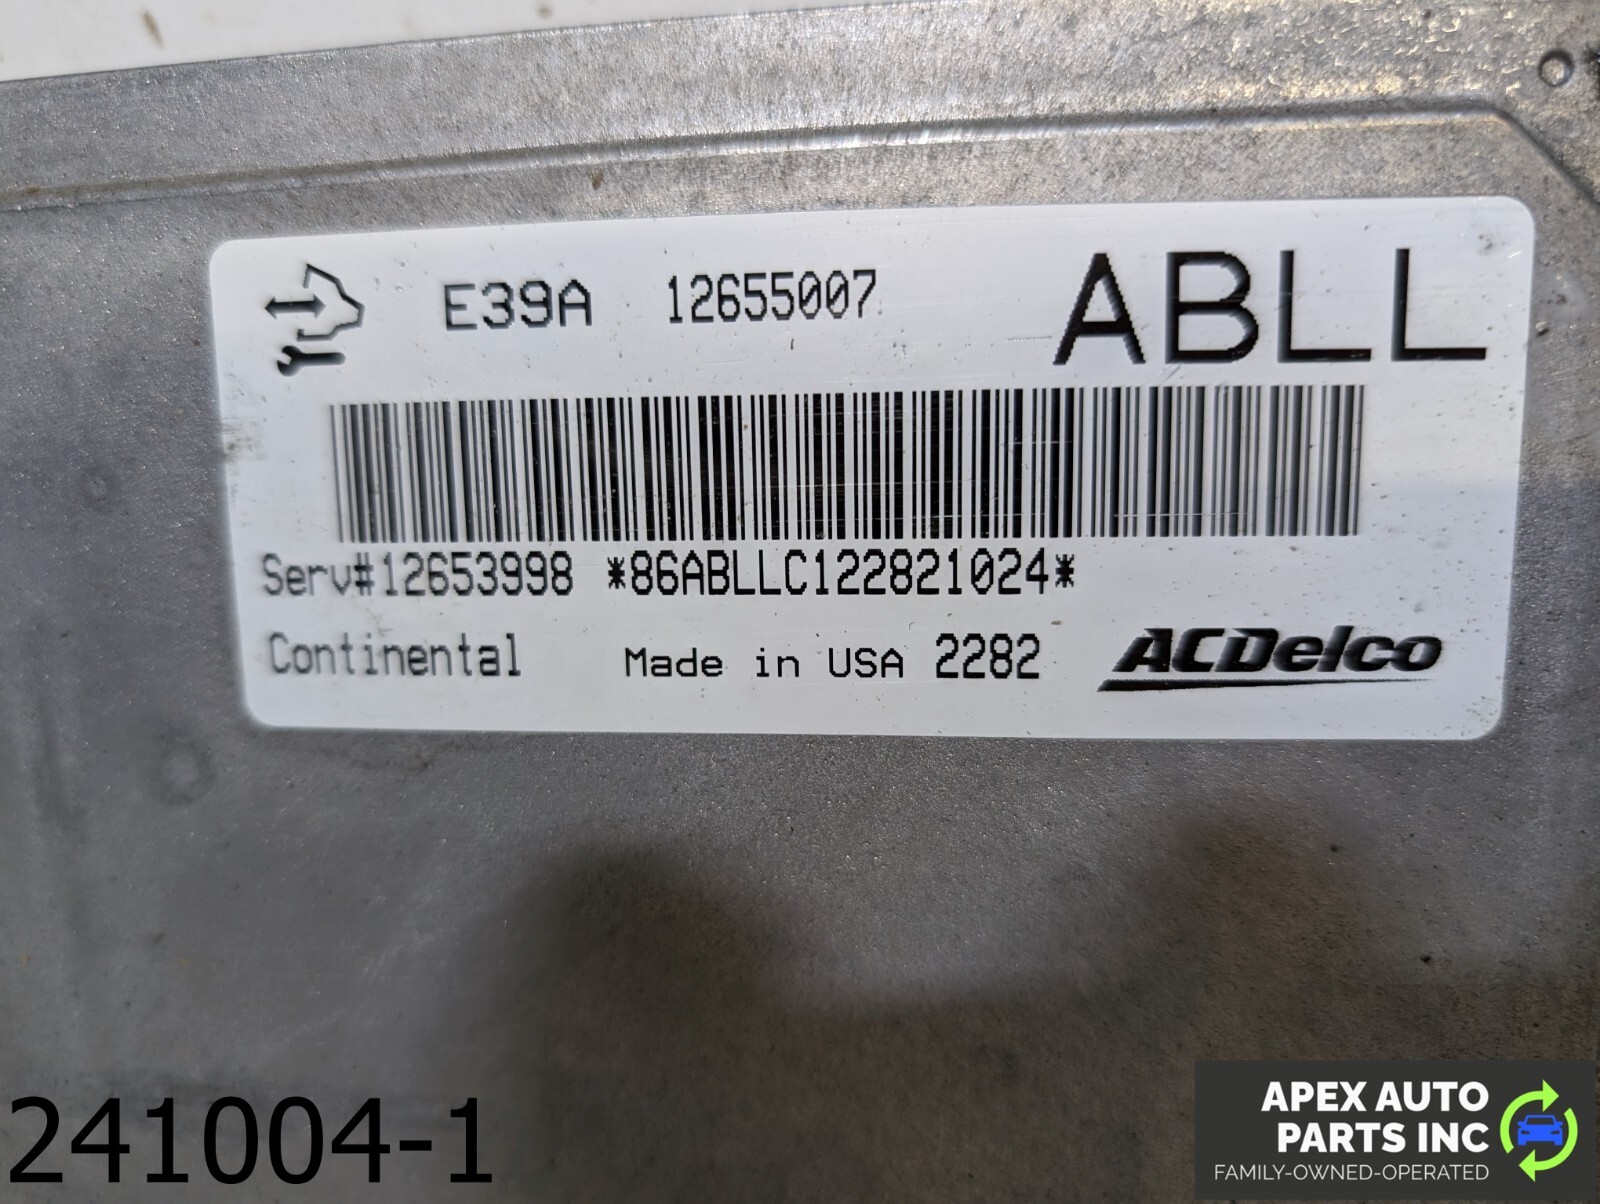 E39A 12655007 ABLL
Serv#12653998 *86ABLLC122821024*
Continental Made in USA 2282 ACDelco
241004-1
APEX AUTO
PARTS INC
FAMILY-OWNED-OPERATED